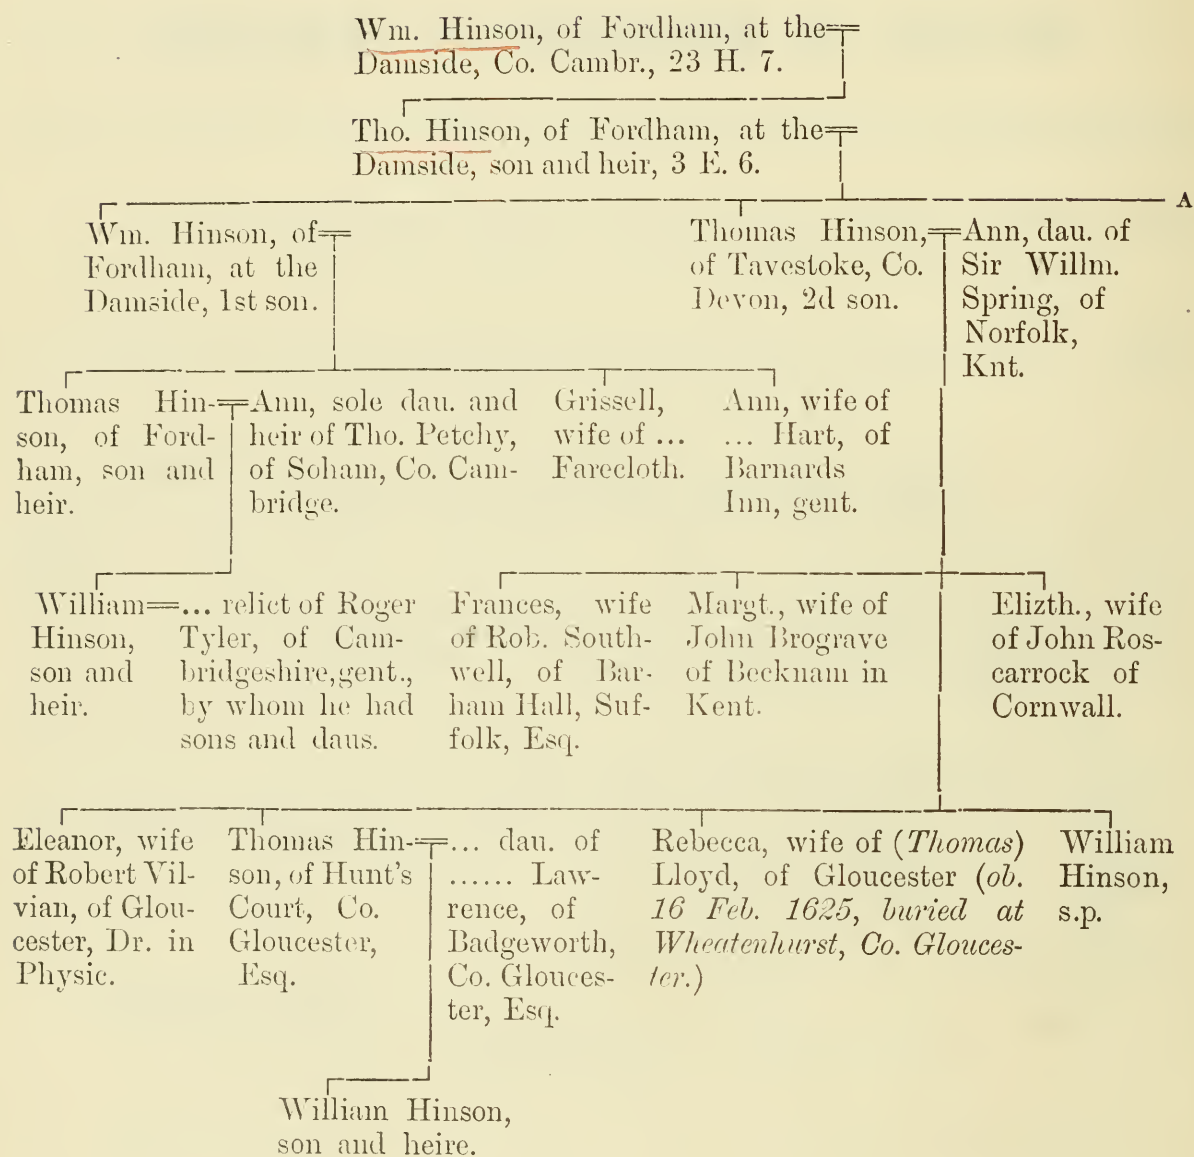 Wm. Hinson, of Fordham, at the
Damside, Co. Cambr., 23 H. 7.
Tho. Hinson, of Fordham, at the
Damside, son and heir, 3 E. 6.
A
Wm. Hinson, of
Fordham, at the
Damside, 1st son.
Thomas Hinson,
of Tavestoke, Co.
Devon, 2d son.
Ann, dau. of
Sir Willm.
Spring, of
Norfolk,
Knt.
Thomas Hin-
son, of Ford-
ham, son and
heir.
Ann, sole dau. and
heir of Tho. Petchy,
of Soham, Co. Cam-
bridge.
Grissell,
wife of ...
Farecloth.
Ann, wife of
... Hart, of
Barnards
Inn, gent.
William
Hinson,
son and
heir.
... relict of Roger
Tyler, of Cam-
bridgeshire, gent.,
by whom he had
sons and daus.
Frances, wife
of Rob. South-
well, of Bar-
ham Hall, Suf-
folk, Esq.
Margt., wife of
John Brograve
of Becknam in
Kent.
Elizth., wife
of John Ros-
carrock of
Cornwall.
Eleanor, wife
of Robert Vil-
vian, of Glou-
cester, Dr. in
Physic.
Thomas Hin-
son, of Hunt's
Court, Co.
Gloucester,
Esq.
... dau. of
...... Law-
rence, of
Badgeworth,
Co. Glouces-
ter, Esq.
Rebecca, wife of (Thomas)
Lloyd, of Gloucester (ob.
16 Feb. 1625, buried at
Wheatenhurst, Co. Glouces-
ter.)
William
Hinson,
s.p.
William Hinson,
son and heire.